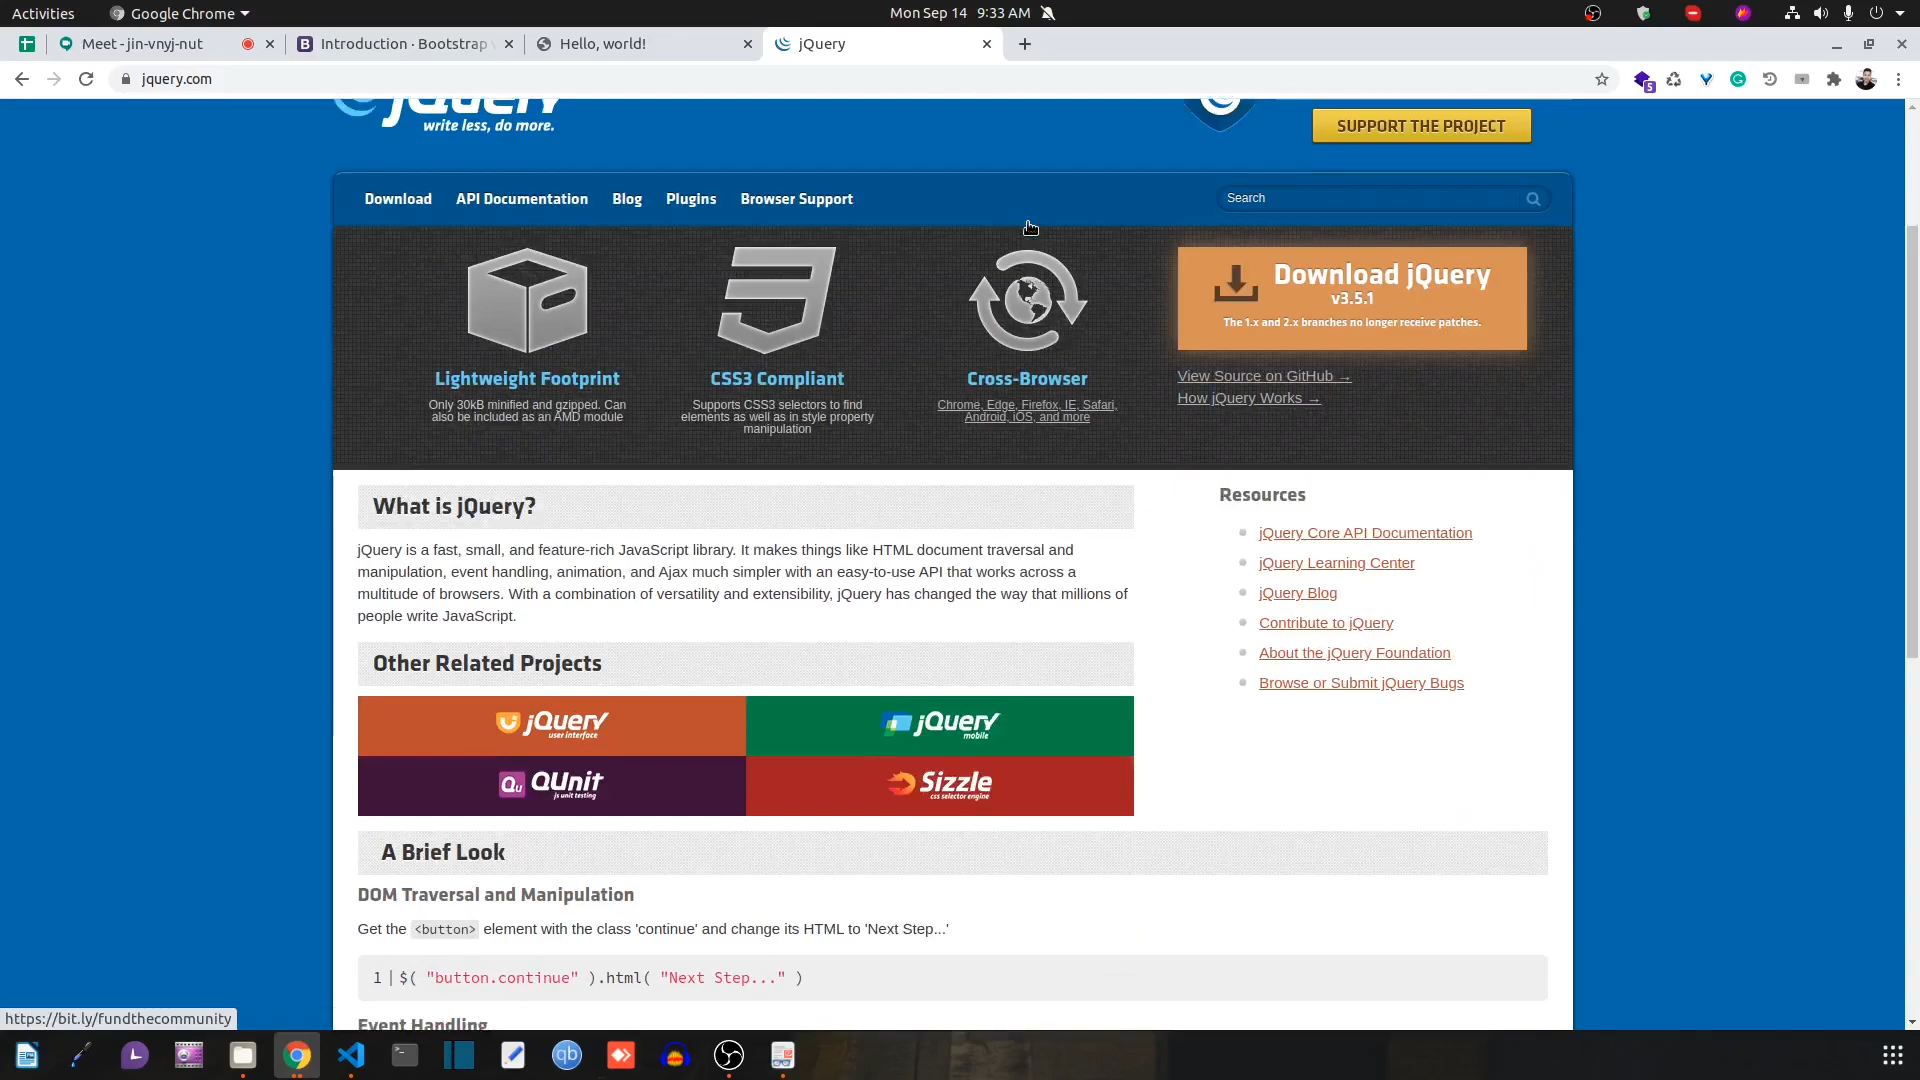 Activities
Google Chrome
Mon Sep 14 9:33 AM
Meet - jin-vnyj-nut
B Introduction · Bootstrap
Hello, world!
jQuery
jquery.com
5
jQuery
write less, do more.
SUPPORT THE PROJECT
Download API Documentation Blog Plugins Browser Support
Search
Lightweight Footprint
Only 30kB minified and gzipped. Can
also be included as an AMD module
CSS3 Compliant
Supports CSS3 selectors to find
elements as well as in style property
manipulation
Cross-Browser
Chrome, Edge, Firefox, IE, Safari,
Android, iOS, and more
Download jQuery
v3.5.1
The 1.x and 2.x branches no longer receive patches.
View Source on GitHub →
How jQuery Works →
What is jQuery?
jQuery is a fast, small, and feature-rich JavaScript library. It makes things like HTML document traversal and
manipulation, event handling, animation, and Ajax much simpler with an easy-to-use API that works across a
multitude of browsers. With a combination of versatility and extensibility, jQuery has changed the way that millions of
people write JavaScript.
Resources
jQuery Core API Documentation
jQuery Learning Center
jQuery Blog
Contribute to jQuery
About the jQuery Foundation
Browse or Submit jQuery Bugs
Other Related Projects
jQuery
user interface
jQuery
mobile
Qu QUnit
js unit testing
Sizzle
css selector engine
A Brief Look
DOM Traversal and Manipulation
Get the <button> element with the class 'continue' and change its HTML to 'Next Step...'
1 $( "button.continue" ).html( "Next Step..." )
Event Handling
https://bit.ly/fundthecommunity
qb